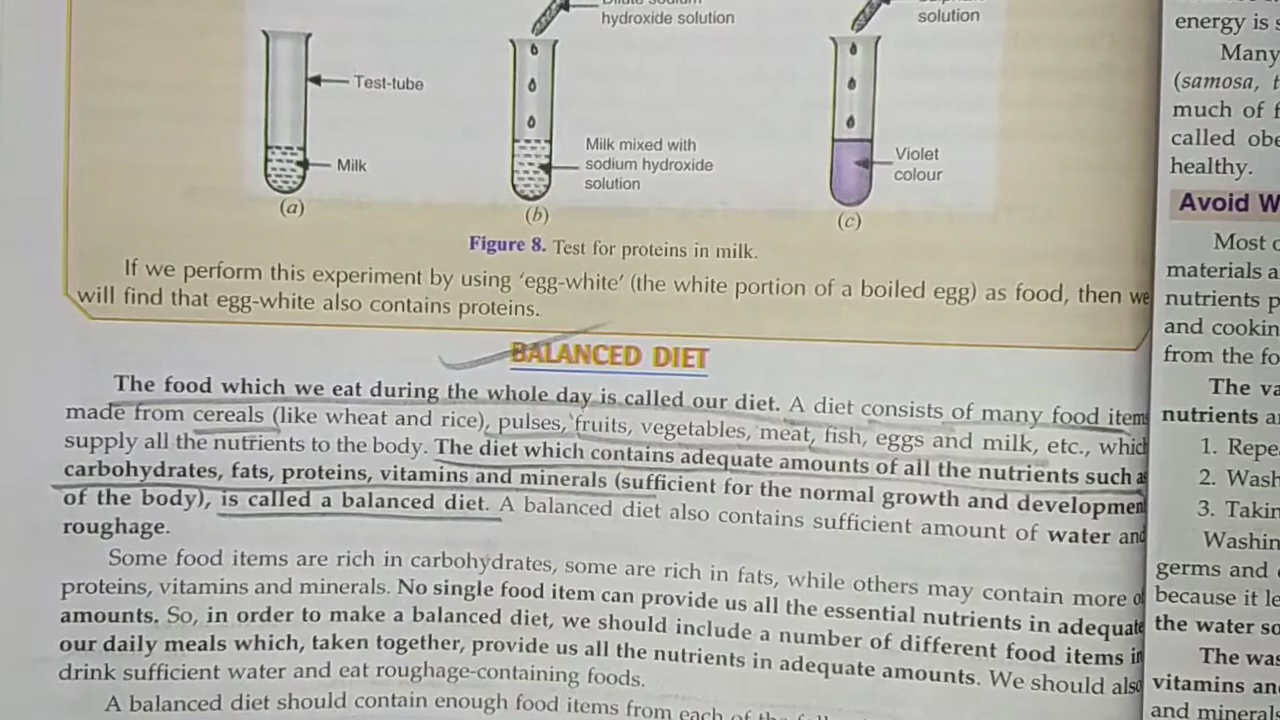 hydroxide solution
solution
Test-tube
Milk
Milk mixed with
sodium hydroxide
solution
Violet
colour
(a)
(b)
(c)
Figure 8. Test for proteins in milk.
If we perform this experiment by using ‘egg-white’ (the white portion of a boiled egg) as food, then we
will find that egg-white also contains proteins.
BALANCED DIET
The food which we eat during the whole day is called our diet. A diet consists of many food items
made from cereals (like wheat and rice), pulses, fruits, vegetables, meat, fish, eggs and milk, etc., which
supply all the nutrients to the body. The diet which contains adequate amounts of all the nutrients such as
carbohydrates, fats, proteins, vitamins and minerals (sufficient for the normal growth and development
of the body), is called a balanced diet. A balanced diet also contains sufficient amount of water and
roughage.
Some food items are rich in carbohydrates, some are rich in fats, while others may contain more of
proteins, vitamins and minerals. No single food item can provide us all the essential nutrients in adequate
amounts. So, in order to make a balanced diet, we should include a number of different food items in
our daily meals which, taken together, provide us all the nutrients in adequate amounts. We should also
drink sufficient water and eat roughage-containing foods.
A balanced diet should contain enough food items from each of the
energy is
Many
(samosa,
much of
called
healthy.
Avoid
Most
materials
nutrients
and
from the
The
nutrients
1.
2.
3.
germs and
because it
the water
The
vitamins
and